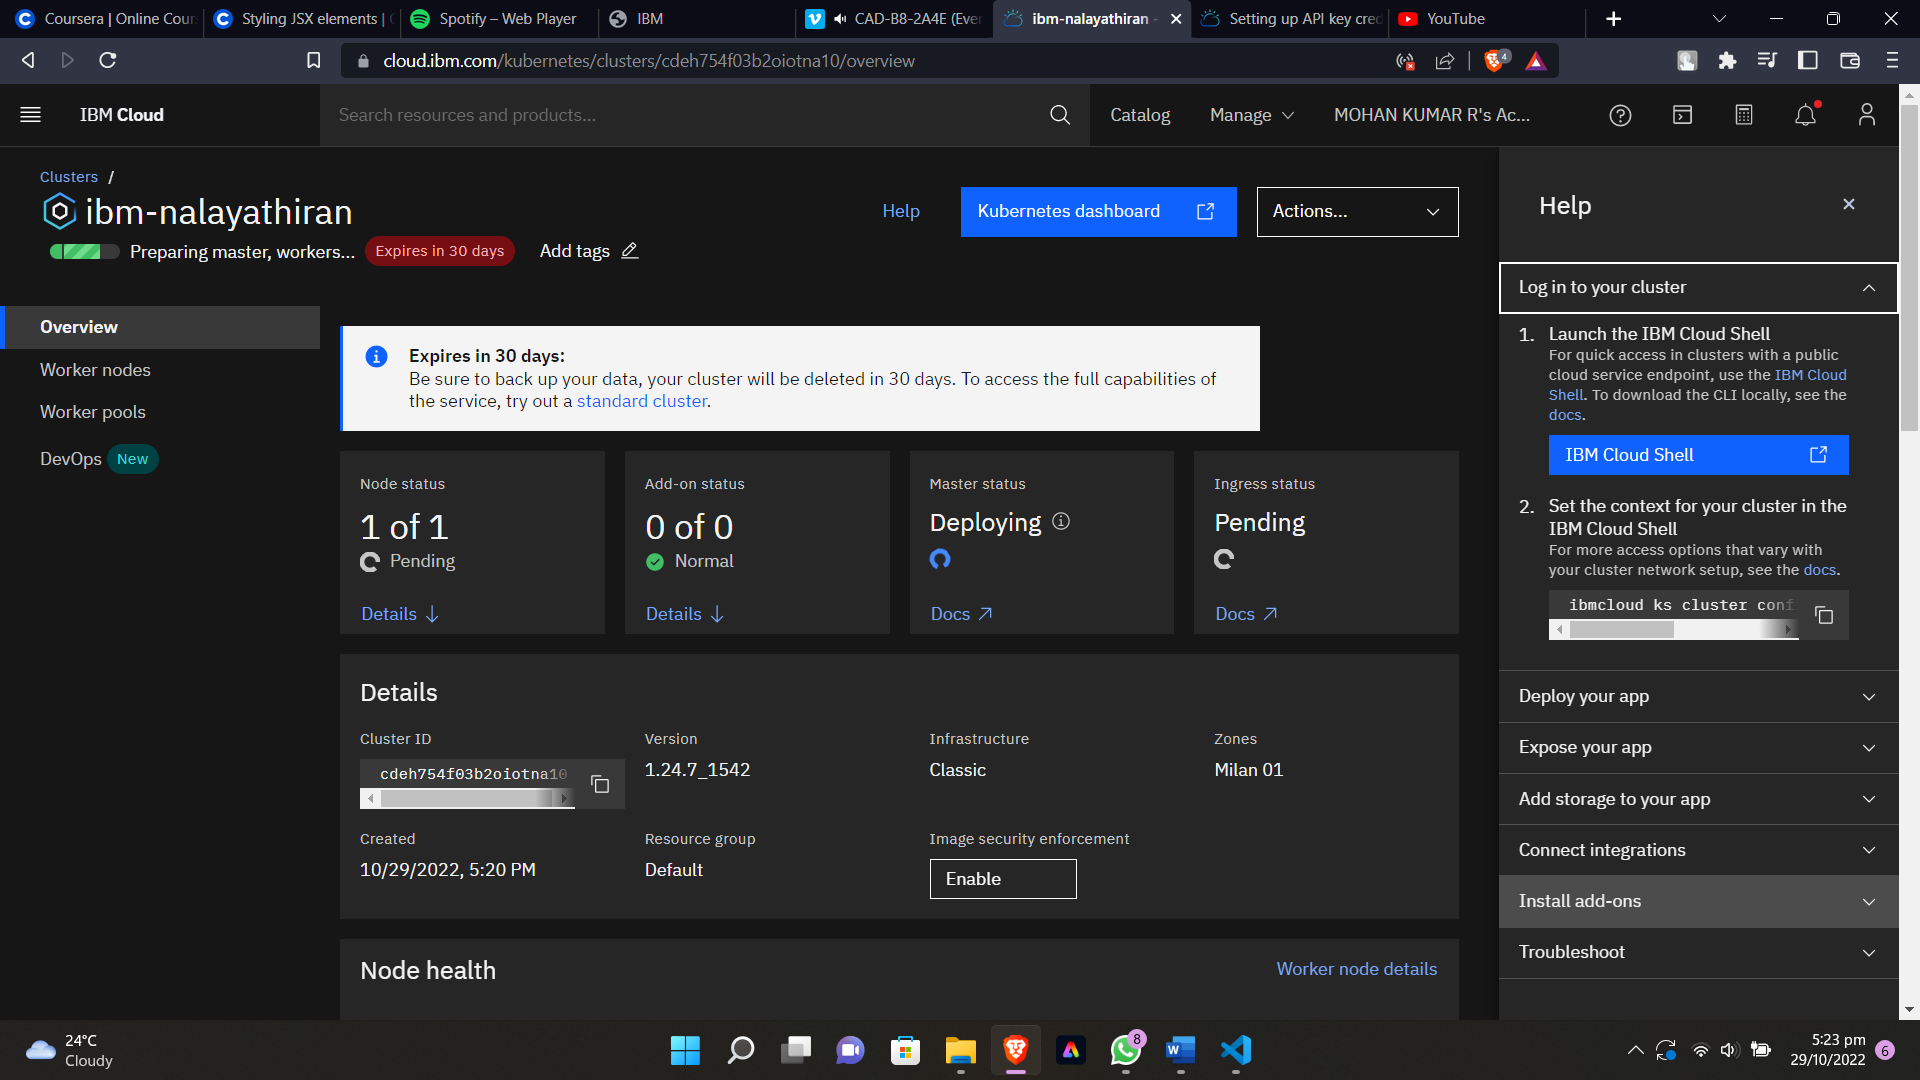 Coursera | Online Cour
Styling JSX elements |
Spotify – Web Player
IBM
CAD-B8-2A4E (Ever
ibm-nalayathiran -
Setting up API key cred
YouTube
cloud.ibm.com/kubernetes/clusters/cdeh754f03b2oiotna10/overview
4
IBM Cloud
Search resources and products...
Catalog
Manage
MOHAN KUMAR R's Ac...
Clusters /
ibm-nalayathiran
Preparing master, workers...
Expires in 30 days
Add tags
Help
Kubernetes dashboard
Actions...
Overview
Worker nodes
Worker pools
DevOps New
Expires in 30 days:
Be sure to back up your data, your cluster will be deleted in 30 days. To access the full capabilities of
the service, try out a standard cluster.
Node status
1 of 1
Pending
Details
Add-on status
0 of 0
Normal
Details
Master status
Deploying
Docs
Ingress status
Pending
Docs
Details
Cluster ID
cdeh754f03b2oiotna10
Version
1.24.7_1542
Infrastructure
Classic
Zones
Milan 01
Created
10/29/2022, 5:20 PM
Resource group
Default
Image security enforcement
Enable
Node health
Worker node details
Help
Log in to your cluster
1. Launch the IBM Cloud Shell
For quick access in clusters with a public
cloud service endpoint, use the IBM Cloud
Shell. To download the CLI locally, see the
docs.
IBM Cloud Shell
2. Set the context for your cluster in the
IBM Cloud Shell
For more access options that vary with
your cluster network setup, see the docs.
ibmcloud ks cluster conf
Deploy your app
Expose your app
Add storage to your app
Connect integrations
Install add-ons
Troubleshoot
24°C
Cloudy
8
5:23 pm
29/10/2022
6